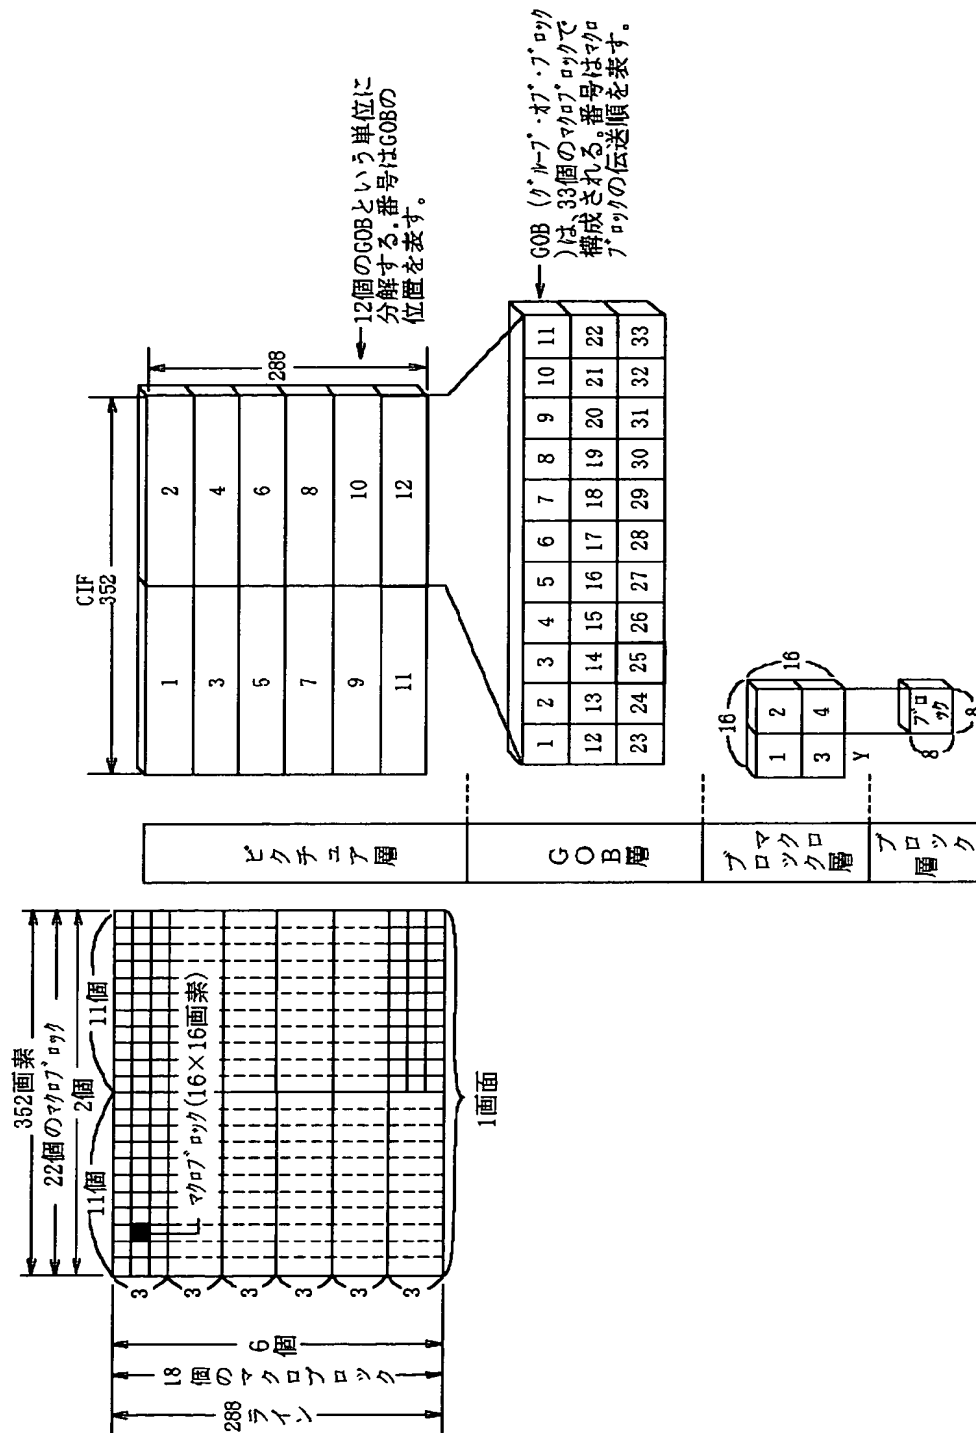 352画素
22個のマクロブロック
2個
11個
11個
288ライン
18個のマクロブロック
6個
3
3
3
3
3
3
マクロブロック(16×16画素)
1画面
ピクチュア層
GOB層
マクロブロック層
ブロック層
CIF
352
288
1 2
3 4
5 6
7 8
9 10
11 12
12個のGOBという単位に
分解する.番号はGOBの
位置を表す。
1 2 3 4 5 6 7 8 9 10 11
12 13 14 15 16 17 18 19 20 21 22
23 24 25 26 27 28 29 30 31 32 33
GOB (グループ・オブ・ブロック
)は、33個のマクロブロックで
構成される。番号はマクロ
ブロックの伝送順を表す。
16
16
1 2
3 4
Y
ブロック
8
8